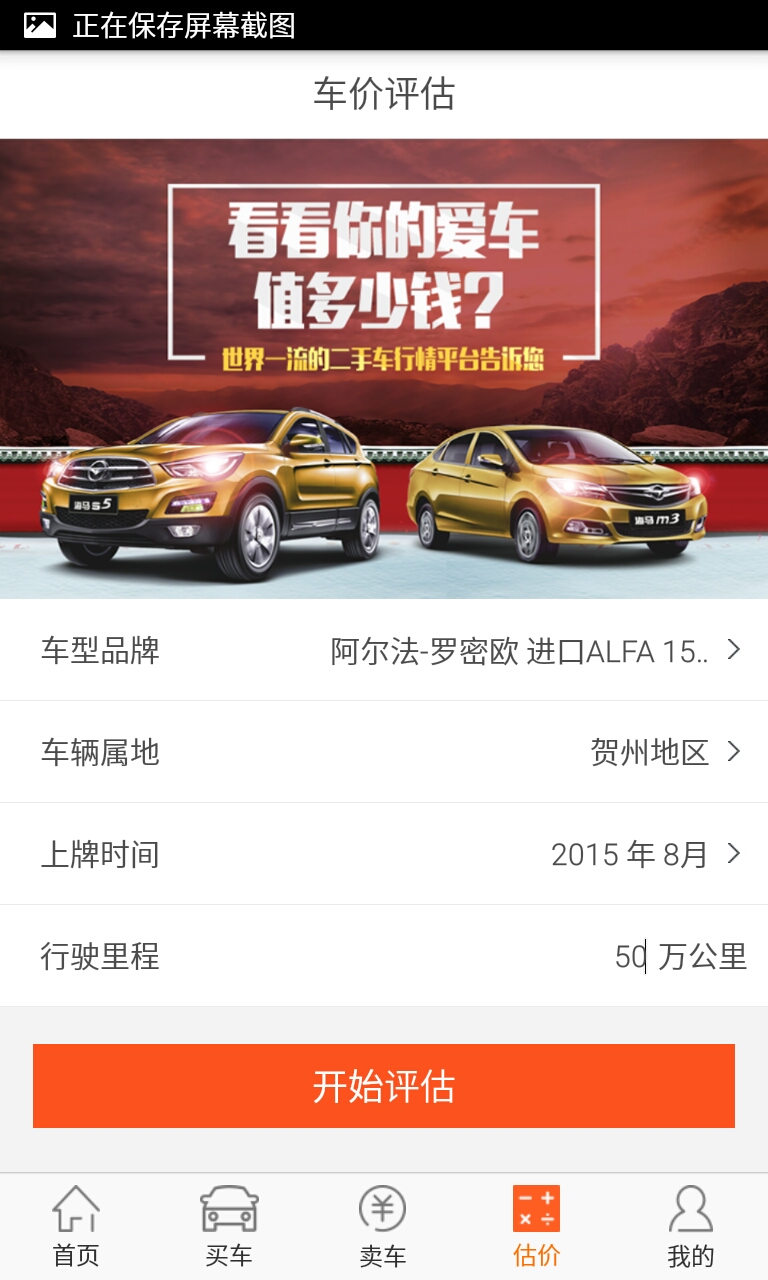 正在保存屏幕截图
车价评估
看看你的爱车
值多少钱?
世界一流的二手车行情平台告诉您
海马S5
海马m3
车型品牌 阿尔法-罗密欧 进口ALFA 15..
车辆属地 贺州地区
上牌时间 2015 年 8月
行驶里程 50 万公里
开始评估
首页 买车 卖车 估价 我的